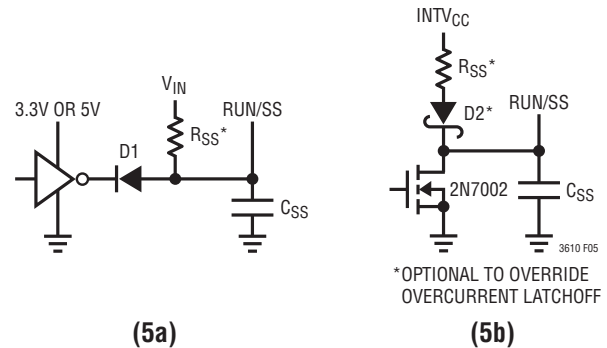 INTVCC
RSS*
D2*
RUN/SS
2N7002
CSS
3610 F05
*OPTIONAL TO OVERRIDE
OVERCURRENT LATCHOFF
(5b)
VIN
3.3V OR 5V
RSS*
RUN/SS
D1
CSS
(5a)